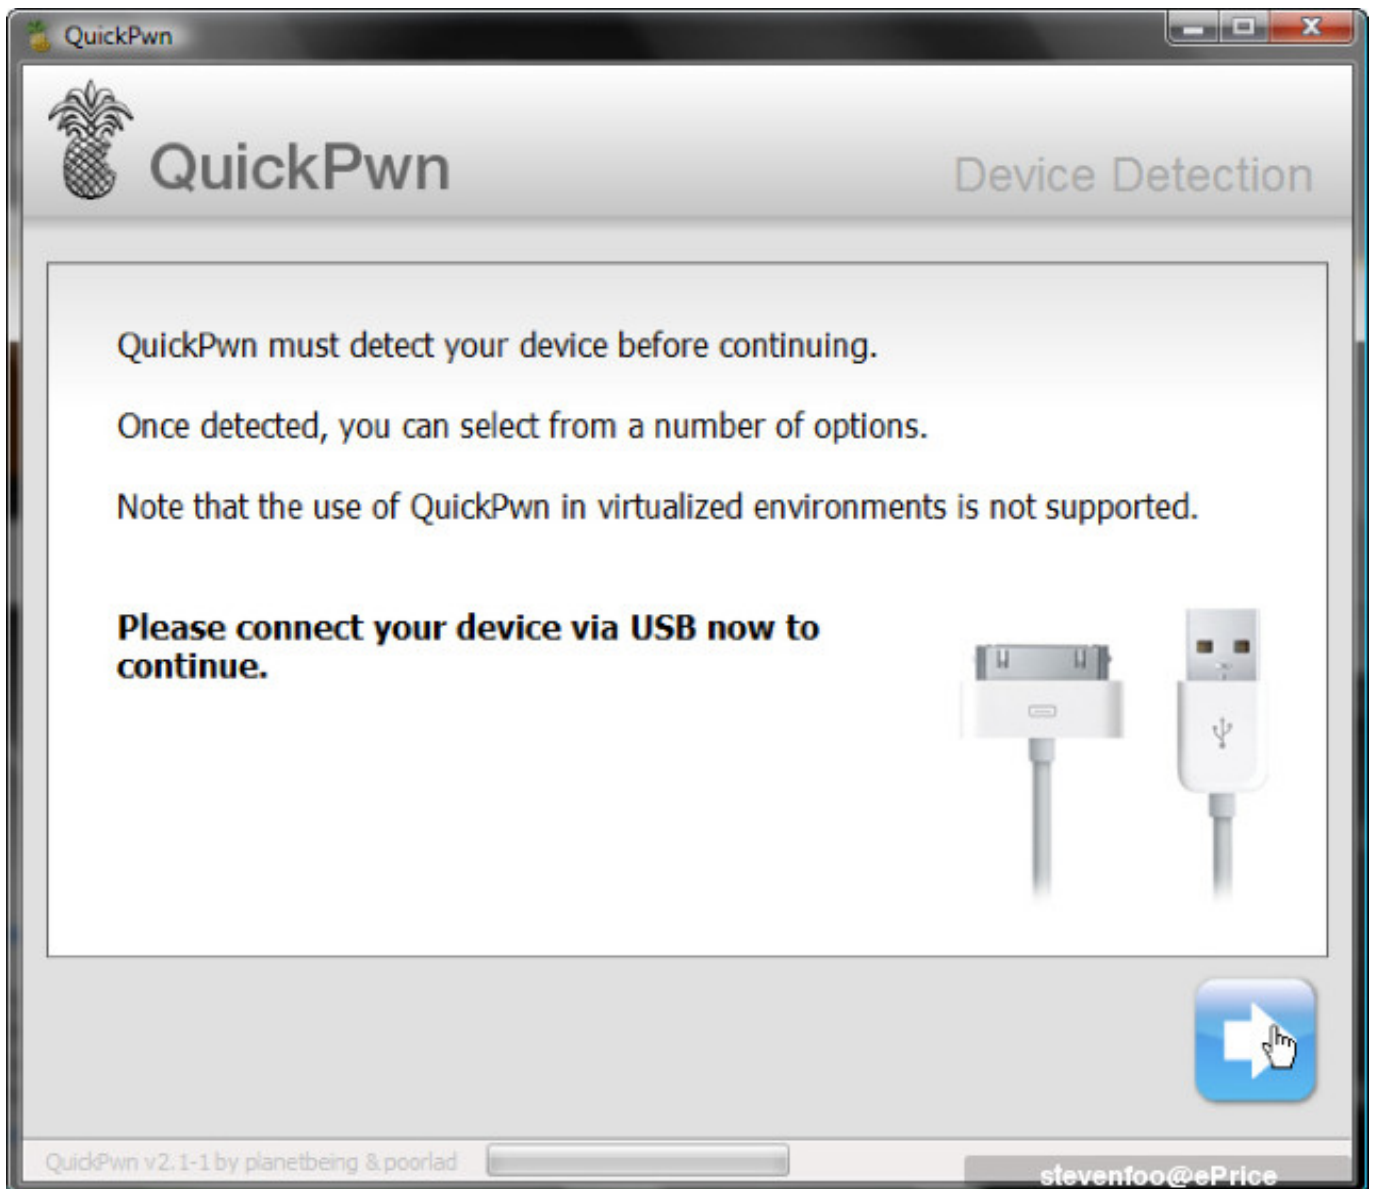 QuickPwn
QuickPwn
Device Detection
QuickPwn must detect your device before continuing.
Once detected, you can select from a number of options.
Note that the use of QuickPwn in virtualized environments is not supported.
Please connect your device via USB now to
continue.
QuickPwn v2.1-1 by planetbeing & poorlad
stevenfoo@ePrice